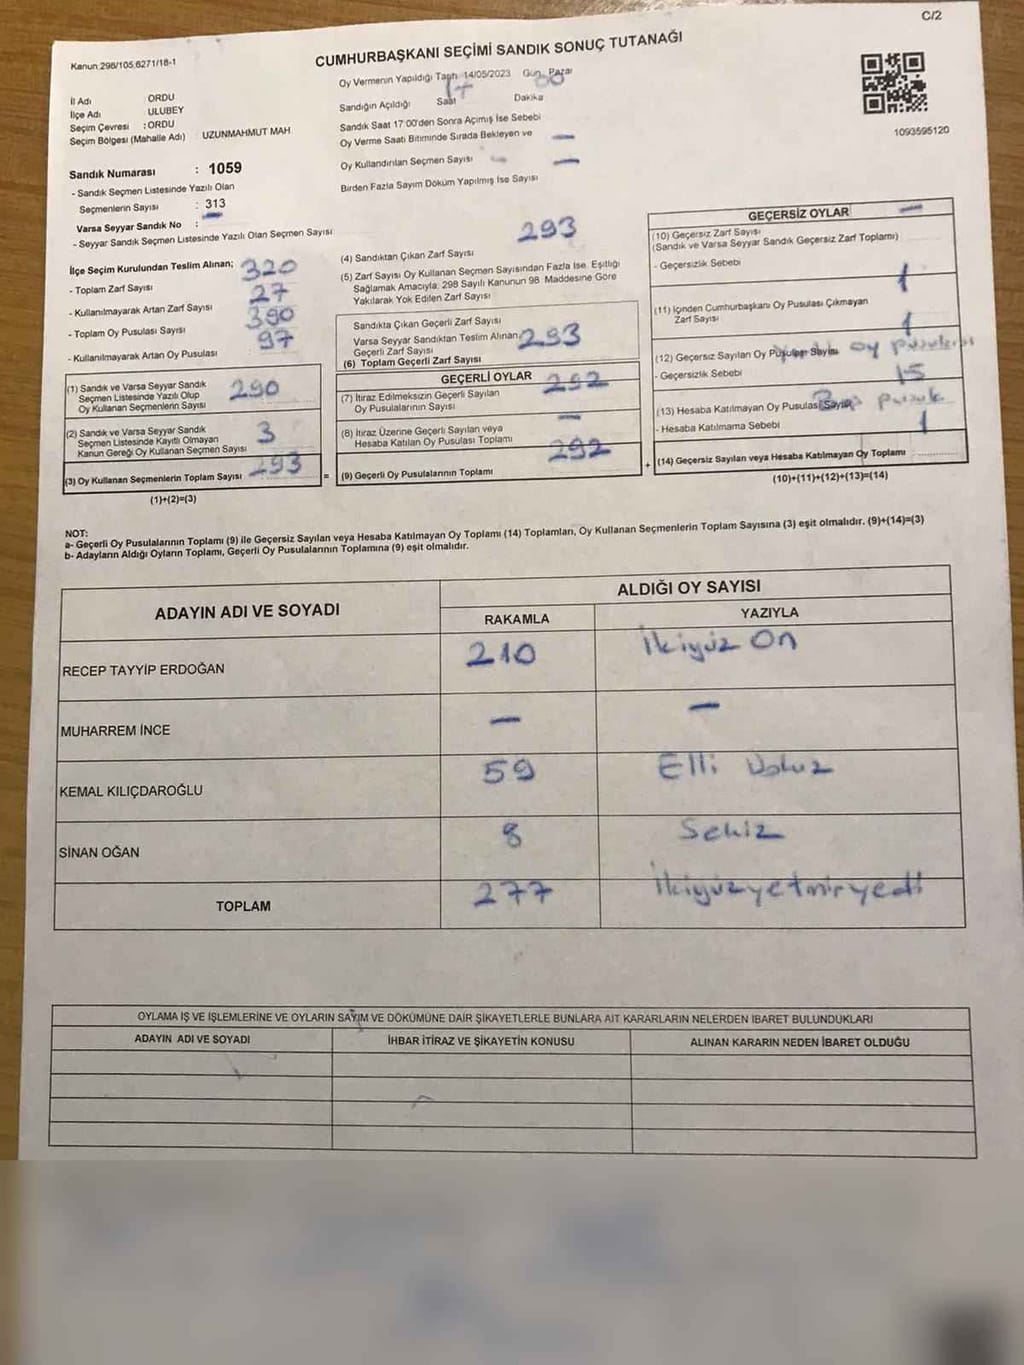 C/2
Kanun:298/105,6271/18-1
CUMHURBAŞKANI SEÇİMİ SANDIK SONUÇ TUTANAĞI
Oy Vermenin Yapıldığı Tarih 14/05/2023 Gün Pazar
İl Adı ORDU
İlçe Adı ULUBEY
Seçim Çevresi : ORDU
Seçim Bölgesi (Mahalle Adı) UZUNMAHMUT MAH
Sandık Numarası : 1059
- Sandık Seçmen Listesinde Yazılı Olan
Seçmenlerin Sayısı : 313
Varsa Seyyar Sandık No : -
- Seyyar Sandık Seçmen Listesinde Yazılı Olan Seçmen Sayısı
Sandığın Açıldığı Saat 17 Dakika
Sandık Saat 17:00'den Sonra Açımış İse Sebebi
Oy Verme Saati Bitiminde Sırada Bekleyen ve -
Oy Kullandırılan Seçmen Sayısı -
Birden Fazla Sayım Döküm Yapılmış İse Sayısı
1093595120
İlçe Seçim Kurulundan Teslim Alınan;
- Toplam Zarf Sayısı 320
- Kullanılmayarak Artan Zarf Sayısı 27
- Toplam Oy Pusulası Sayısı 390
- Kullanılmayarak Artan Oy Pusulası 97
(1) Sandık ve Varsa Seyyar Sandık
Seçmen Listesinde Yazılı Olup
Oy Kullanan Seçmenlerin Sayısı 290
(2) Sandık ve Varsa Seyyar Sandık
Seçmen Listesinde Kayıtlı Olmayan
Kanun Gereği Oy Kullanan Seçmen Sayısı 3
(3) Oy Kullanan Seçmenlerin Toplam Sayısı 293
(1)+(2)=(3)
=
(4) Sandıktan Çıkan Zarf Sayısı 293
(5) Zarf Sayısı Oy Kullanan Seçmen Sayısından Fazla İse, Eşitliği
Sağlamak Amacıyla; 298 Sayılı Kanunun 98. Maddesine Göre
Yakılarak Yok Edilen Zarf Sayısı
Sandıkta Çıkan Geçerli Zarf Sayısı
Varsa Seyyar Sandıktan Teslim Alınan
Geçerli Zarf Sayısı
(6) Toplam Geçerli Zarf Sayısı 293
GEÇERLİ OYLAR
(7) İtiraz Edilmeksizin Geçerli Sayılan
Oy Pusulalarının Sayısı 292
(8) İtiraz Üzerine Geçerli Sayılan veya
Hesaba Katılan Oy Pusulası Toplamı -
(9) Geçerli Oy Pusulalarının Toplamı 292
+
GEÇERSİZ OYLAR -
(10) Geçersiz Zarf Sayısı
(Sandık ve Varsa Seyyar Sandık Geçersiz Zarf Toplamı)
- Geçersizlik Sebebi 1
(11) İçinden Cumhurbaşkanı Oy Pusulası Çıkmayan
Zarf Sayısı 1
(12) Geçersiz Sayılan Oy Pusulası Sayısı oy pusulası
- Geçersizlik Sebebi 15
(13) Hesaba Katılmayan Oy Pusulası Sayısı Boş pusula
- Hesaba Katılmama Sebebi 1
(14) Geçersiz Sayılan veya Hesaba Katılmayan Oy Toplamı
(10)+(11)+(12)+(13)=(14)
NOT:
a- Geçerli Oy Pusulalarının Toplamı (9) ile Geçersiz Sayılan veya Hesaba Katılmayan Oy Toplamı (14) Toplamları, Oy Kullanan Seçmenlerin Toplam Sayısına (3) eşit olmalıdır. (9)+(14)=(3)
b- Adayların Aldığı Oyların Toplamı, Geçerli Oy Pusulalarının Toplamına (9) eşit olmalıdır.
ADAYIN ADI VE SOYADI
ALDIĞI OY SAYISI
RAKAMLA YAZIYLA
RECEP TAYYİP ERDOĞAN 210 İkiyüz On
MUHARREM İNCE - -
KEMAL KILIÇDAROĞLU 59 Elli Dokuz
SİNAN OĞAN 8 Sekiz
TOPLAM 277 İkiyüzyetmişyedi
OYLAMA İŞ VE İŞLEMLERİNE VE OYLARIN SAYIM VE DÖKÜMÜNE DAİR ŞİKAYETLERLE BUNLARA AİT KARARLARIN NELERDEN İBARET BULUNDUKLARI
ADAYIN ADI VE SOYADI İHBAR İTİRAZ VE ŞİKAYETİN KONUSU ALINAN KARARIN NEDEN İBARET OLDUĞU